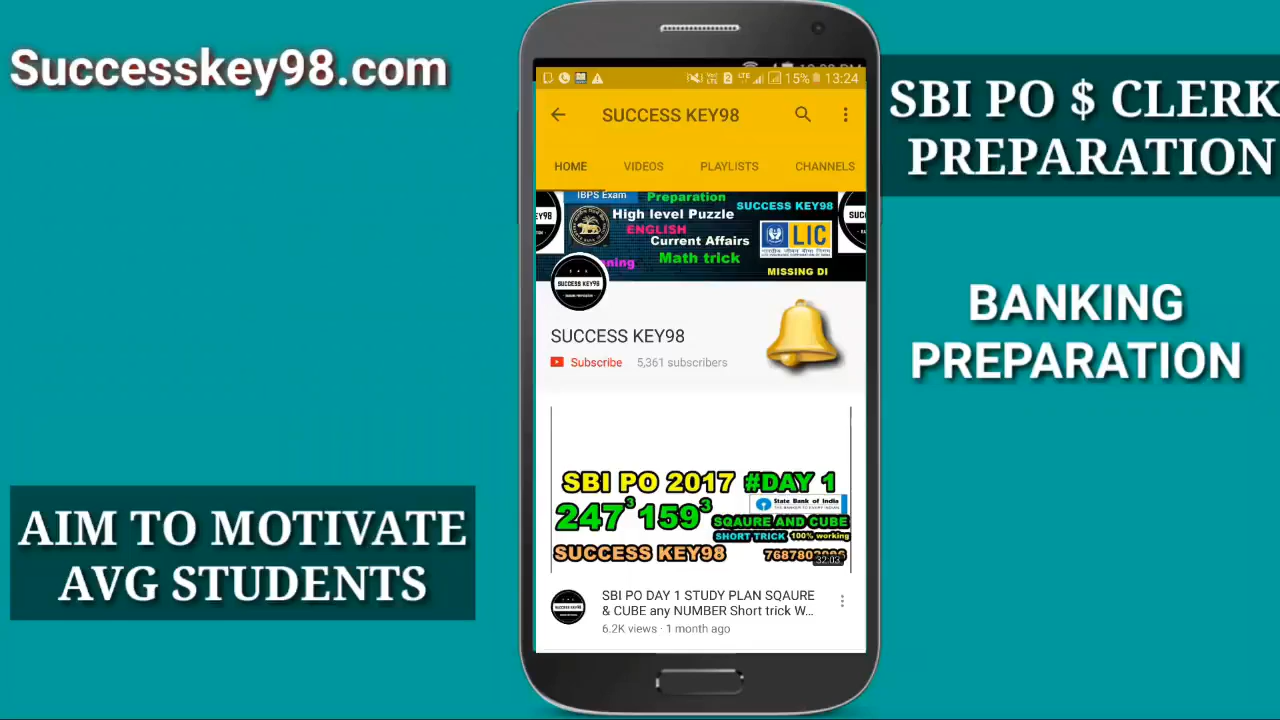 Successkey98.com
SBI PO $ CLERK
PREPARATION
BANKING
PREPARATION
AIM TO MOTIVATE
AVG STUDENTS
15% 13:24
SUCCESS KEY98
HOME VIDEOS PLAYLISTS CHANNELS
IBPS Exam Preparation SUCCESS KEY98
High level Puzzle
ENGLISH
Current Affairs
LIC
Math trick
MISSING DI
SUCCESS KEY98
SUCCESS KEY98
Subscribe 5,361 subscribers
SBI PO 2017 #DAY 1
State Bank of India
247³ 159³ SQAURE AND CUBE
SHORT TRICK 100% working
SUCCESS KEY98
32:03
SBI PO DAY 1 STUDY PLAN SQAURE
& CUBE any NUMBER Short trick W...
6.2K views · 1 month ago